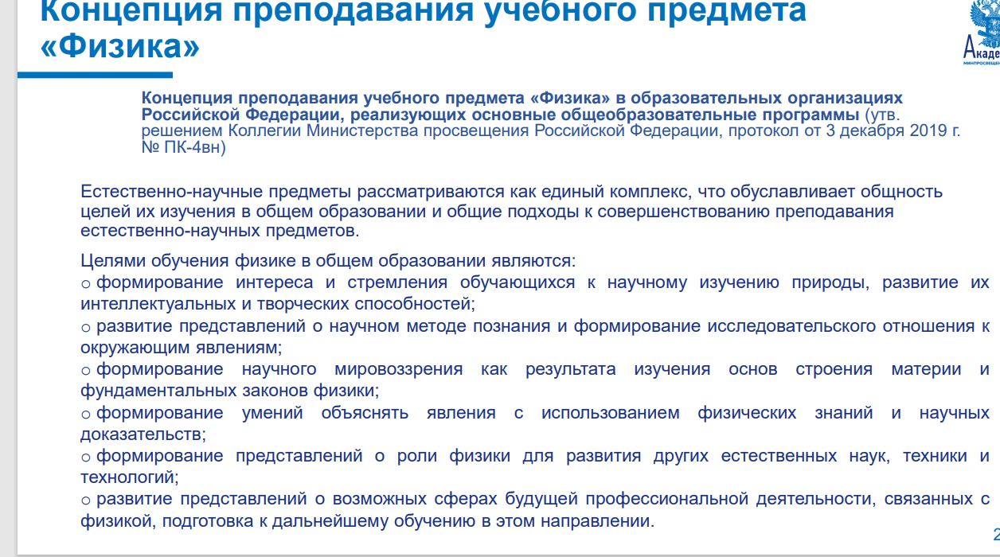 Концепция преподавания учебного предмета
«Физика»
Концепция преподавания учебного предмета «Физика» в образовательных организациях
Российской Федерации, реализующих основные общеобразовательные программы (утв.
решением Коллегии Министерства просвещения Российской Федерации, протокол от 3 декабря 2019 г.
№ ПК-4вн)
Естественно-научные предметы рассматриваются как единый комплекс, что обуславливает общность
целей их изучения в общем образовании и общие подходы к совершенствованию преподавания
естественно-научных предметов.
Целями обучения физике в общем образовании являются:
○ формирование интереса и стремления обучающихся к научному изучению природы, развитие их
интеллектуальных и творческих способностей;
○ развитие представлений о научном методе познания и формирование исследовательского отношения к
окружающим явлениям;
○ формирование научного мировоззрения как результата изучения основ строения материи и
фундаментальных законов физики;
○ формирование умений объяснять явления с использованием физических знаний и научных
доказательств;
○ формирование представлений о роли физики для развития других естественных наук, техники и
технологий;
○ развитие представлений о возможных сферах будущей профессиональной деятельности, связанных с
физикой, подготовка к дальнейшему обучению в этом направлении.